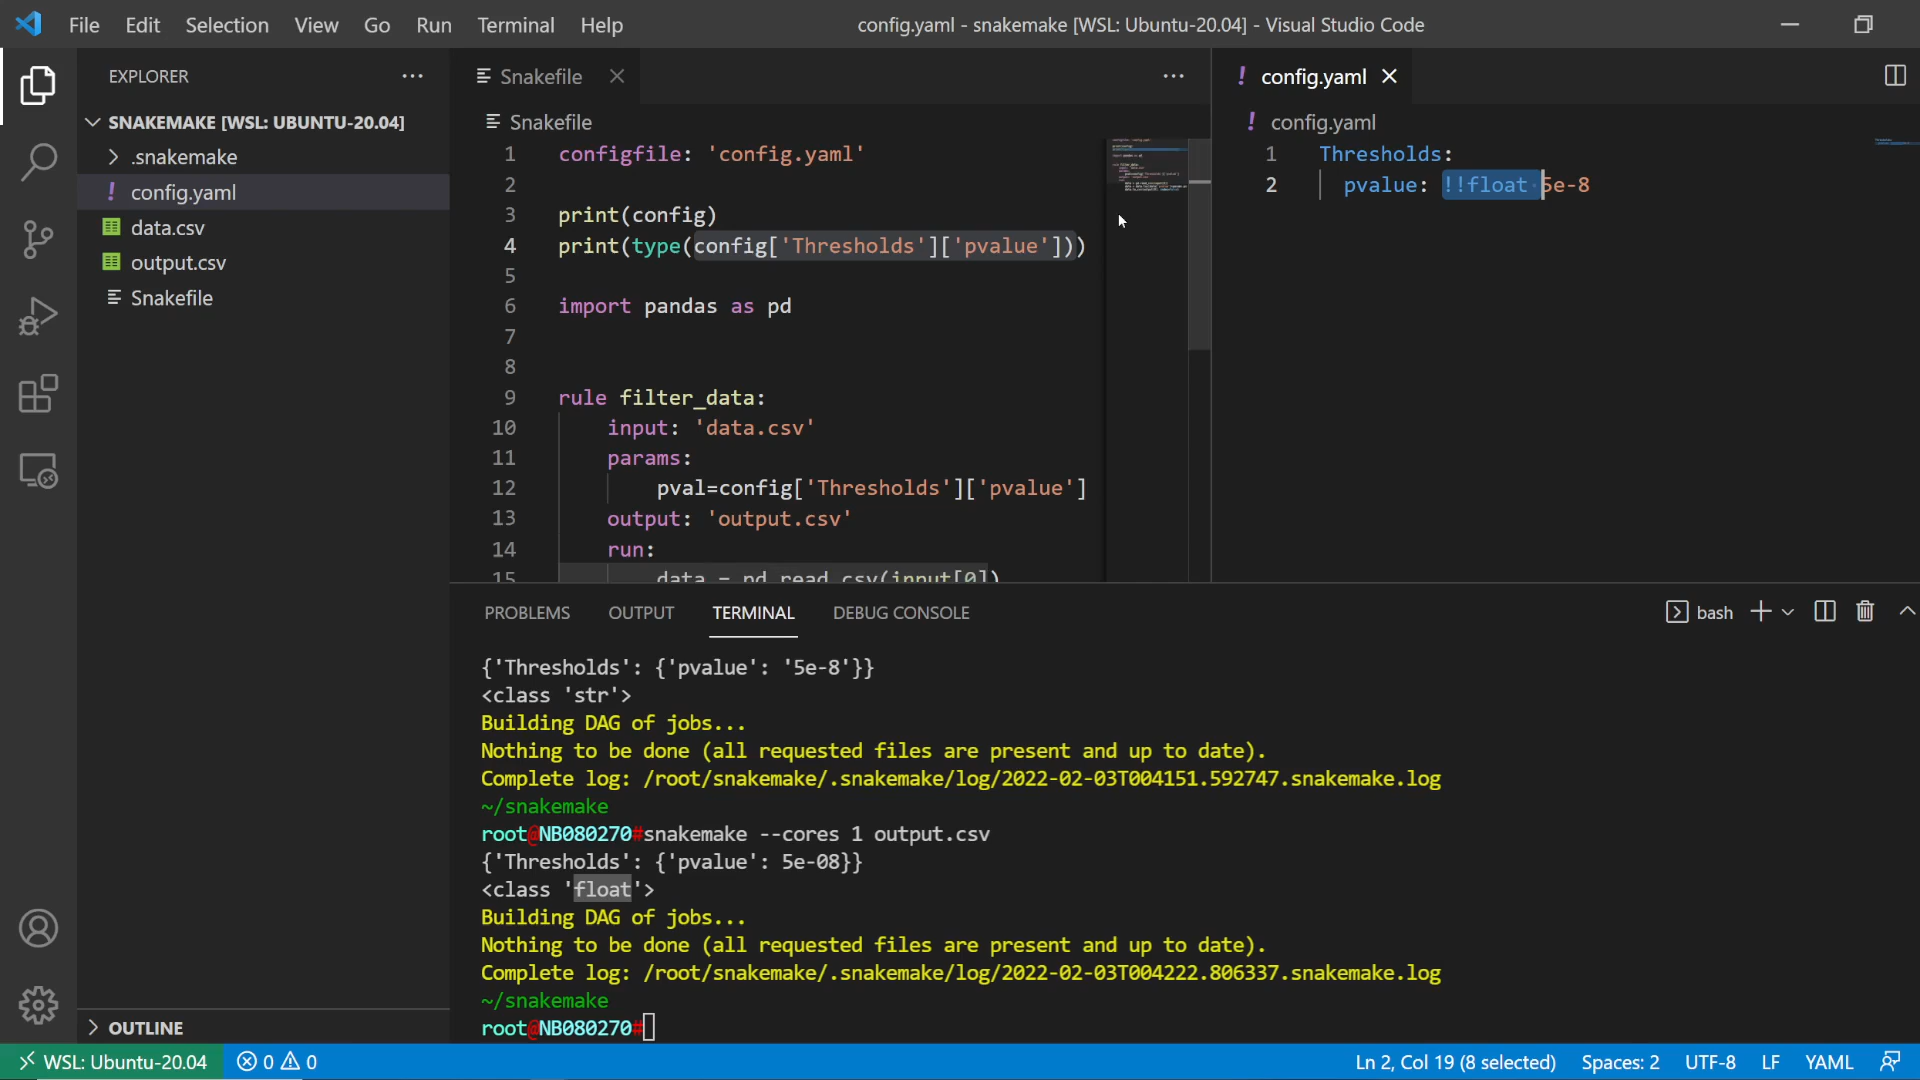 File Edit Selection View Go Run Terminal Help
config.yaml - snakemake [WSL: Ubuntu-20.04] - Visual Studio Code
EXPLORER
SNAKEMAKE [WSL: UBUNTU-20.04]
.snakemake
! config.yaml
data.csv
output.csv
Snakefile
OUTLINE
Snakefile
Snakefile
1 configfile: 'config.yaml'
2
3 print(config)
4 print(type(config['Thresholds']['pvalue']))
5
6 import pandas as pd
7
8
9 rule filter_data:
10 input: 'data.csv'
11 params:
12 pval=config['Thresholds']['pvalue']
13 output: 'output.csv'
14 run:
15 data = pd.read_csv(input[0])
! config.yaml
! config.yaml
1 Thresholds:
2 pvalue: !!float 5e-8
PROBLEMS OUTPUT TERMINAL DEBUG CONSOLE
bash
{'Thresholds': {'pvalue': '5e-8'}}
<class 'str'>
Building DAG of jobs...
Nothing to be done (all requested files are present and up to date).
Complete log: /root/snakemake/.snakemake/log/2022-02-03T004151.592747.snakemake.log
~/snakemake
root@NB080270#snakemake --cores 1 output.csv
{'Thresholds': {'pvalue': 5e-08}}
<class 'float'>
Building DAG of jobs...
Nothing to be done (all requested files are present and up to date).
Complete log: /root/snakemake/.snakemake/log/2022-02-03T004222.806337.snakemake.log
~/snakemake
root@NB080270#
WSL: Ubuntu-20.04 0 0 Ln 2, Col 19 (8 selected) Spaces: 2 UTF-8 LF YAML